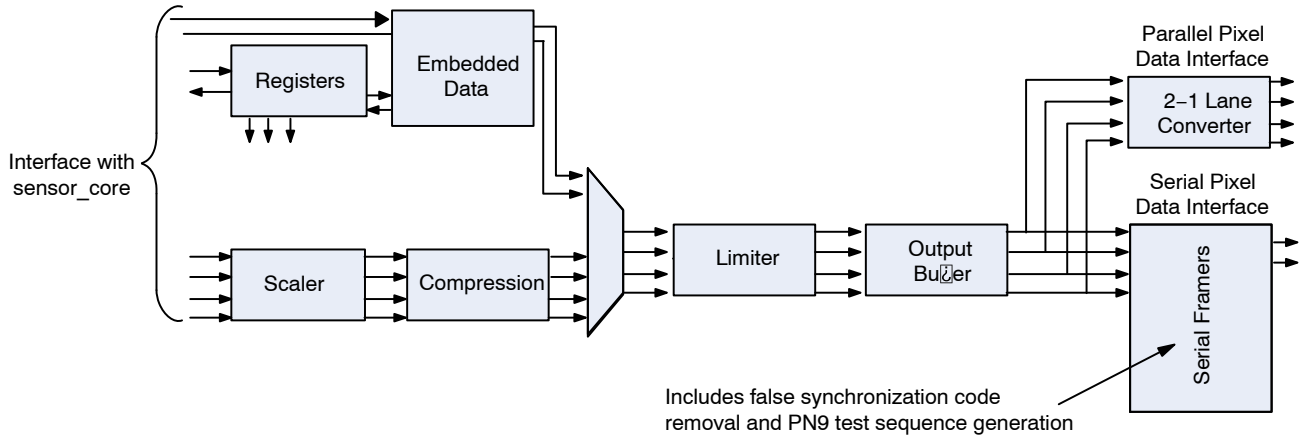 Interface with
sensor_core
Registers
Embedded
Data
Scaler
Compression
Limiter
Output
Parallel Pixel
Data Interface
2−1 Lane
Converter
Serial Pixel
Data Interface
Serial Framers
Includes false synchronization code
removal and PN9 test sequence generation